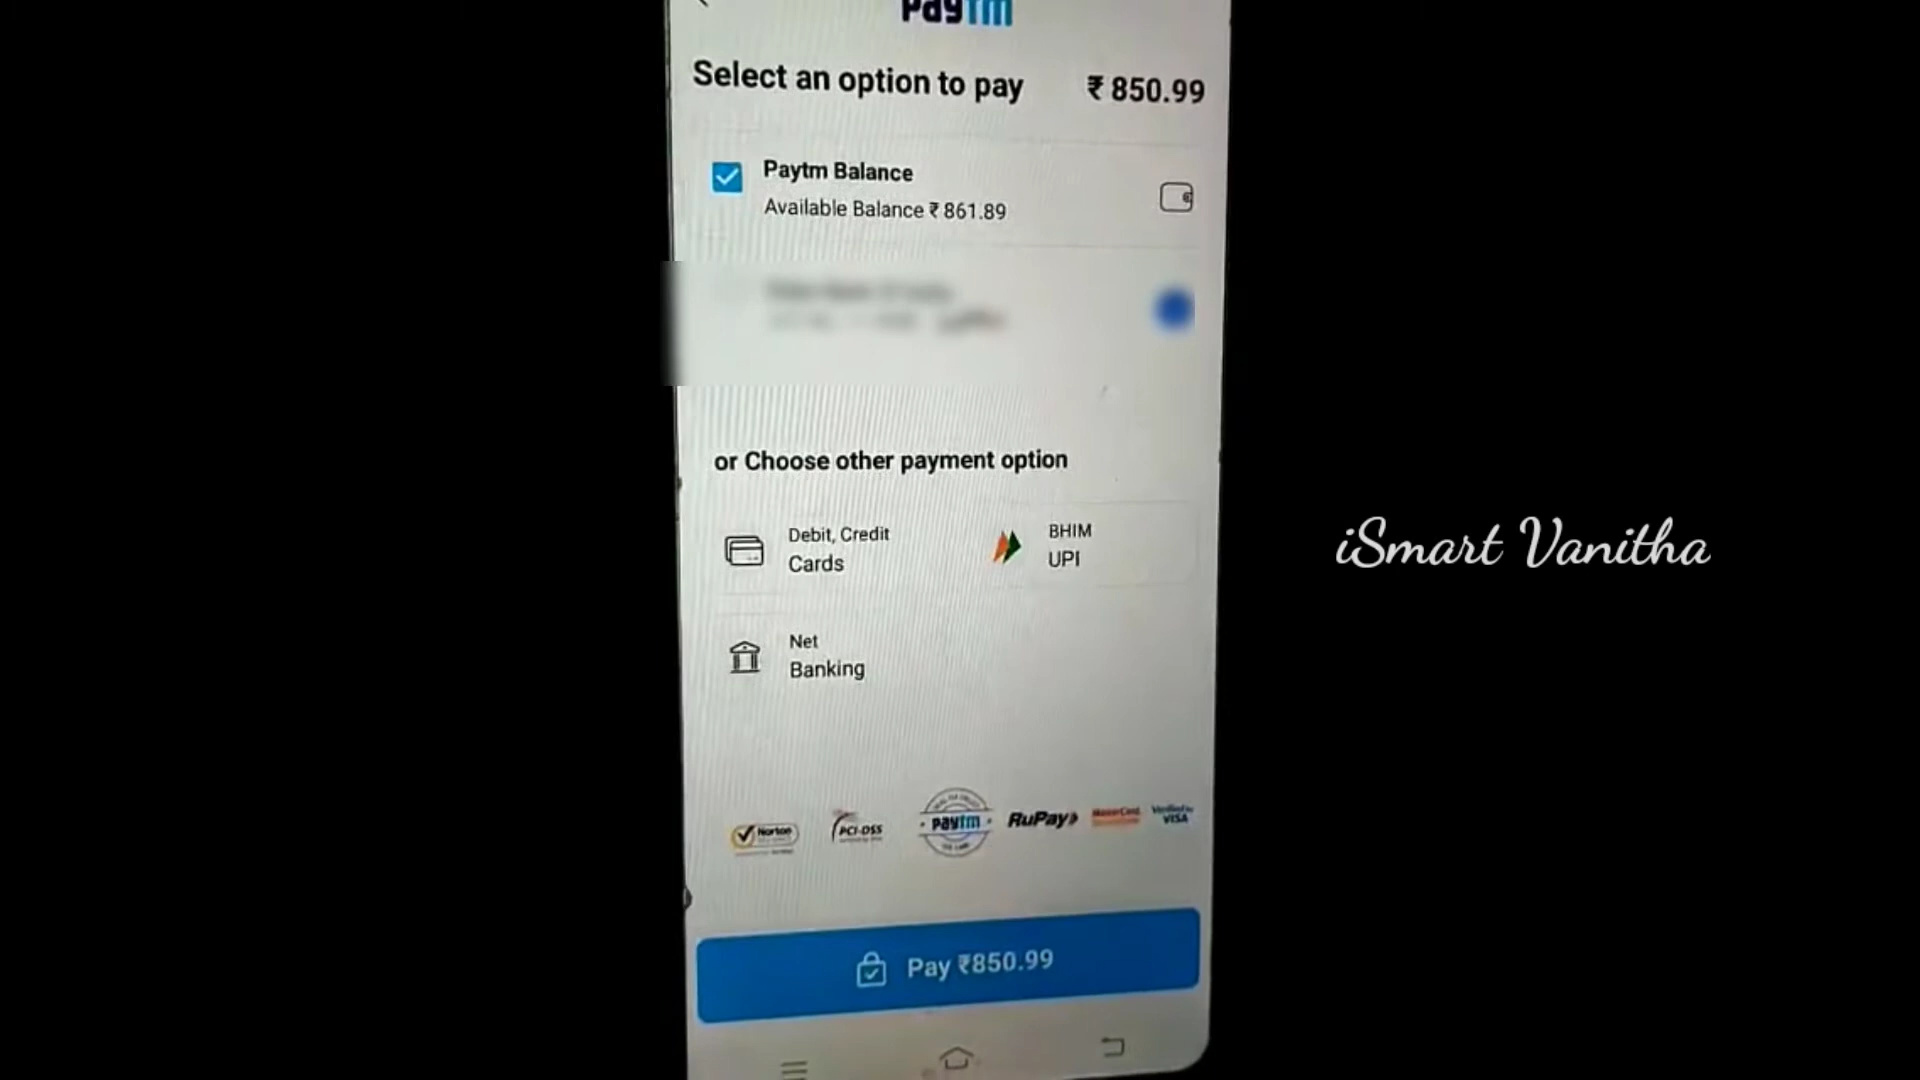 Paytm
Select an option to pay ₹ 850.99
Paytm Balance
Available Balance ₹ 861.89
or Choose other payment option
Debit, Credit
Cards
BHIM
UPI
Net
Banking
Norton
PCI-DSS
paytm
RuPay
MasterCard
Verified by
VISA
Pay ₹850.99
iSmart Vanitha